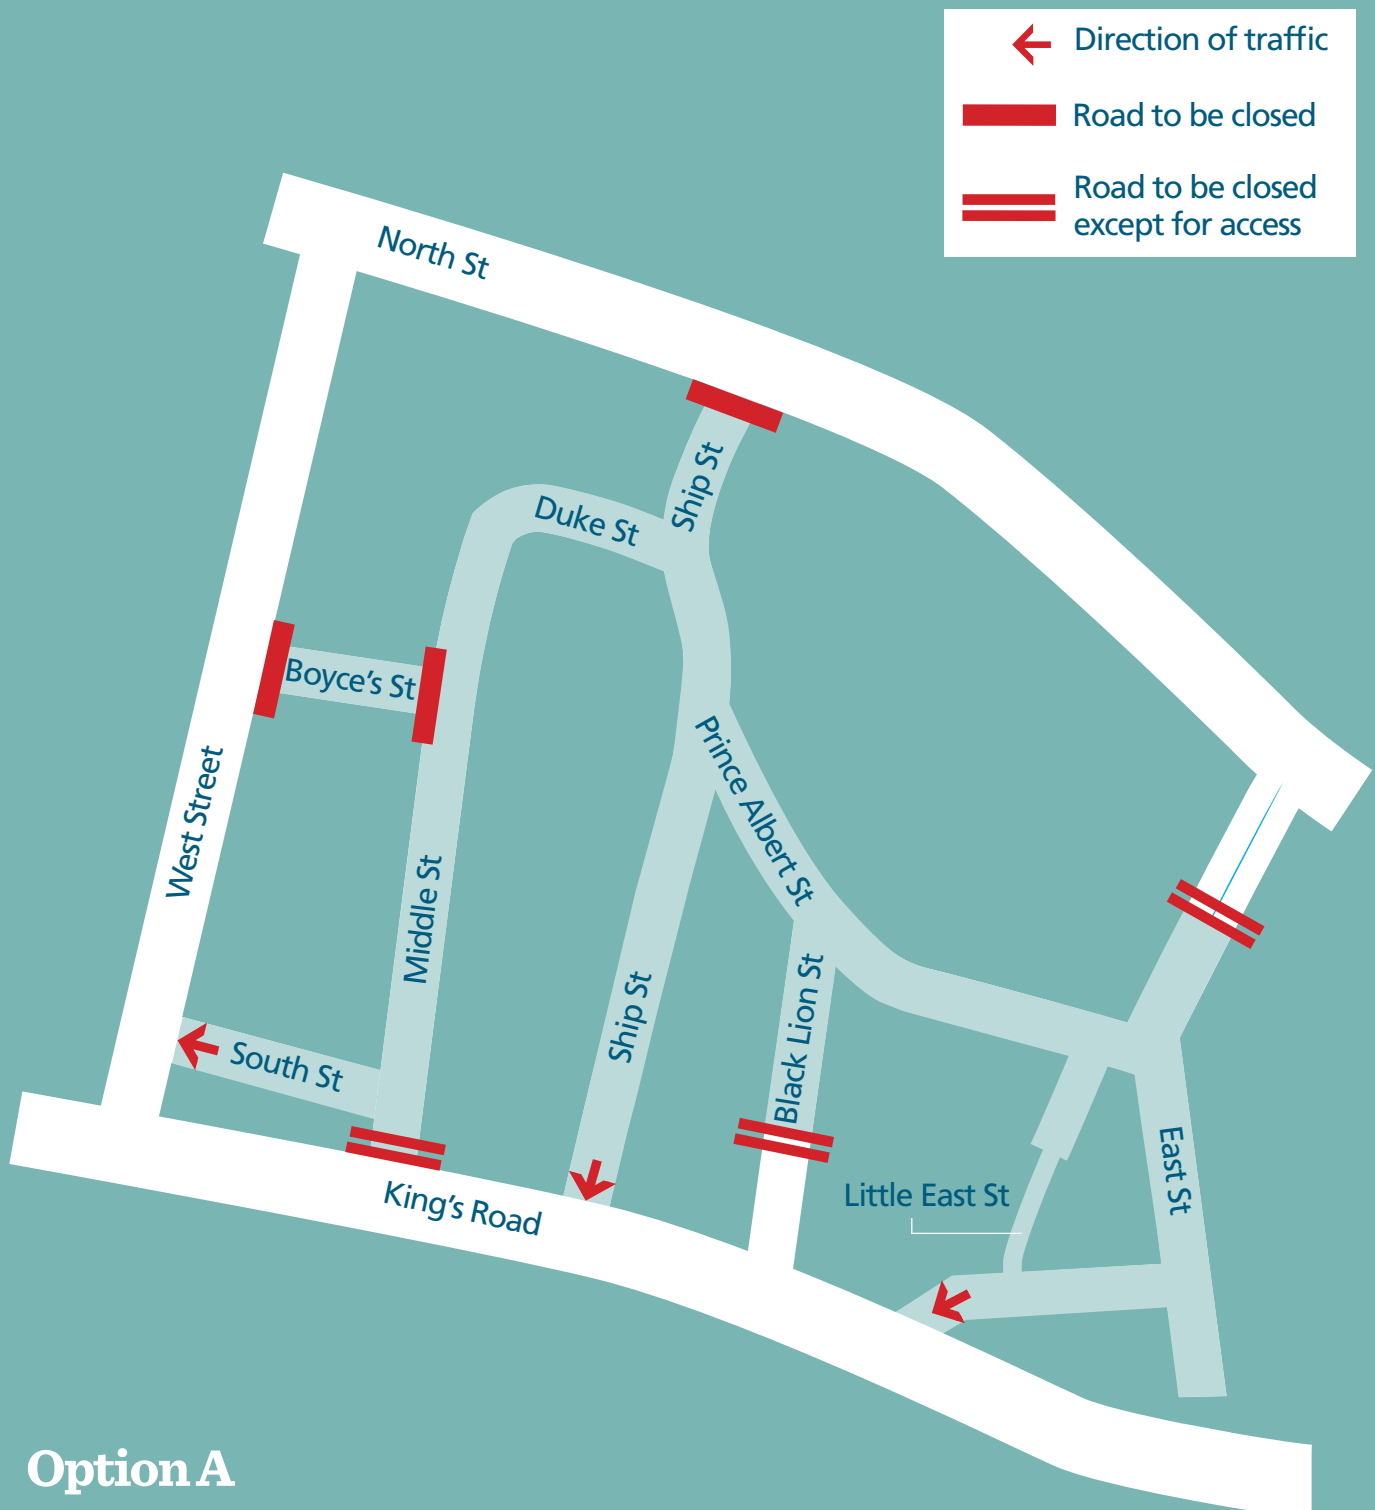 Direction of traffic
Road to be closed
Road to be closed
except for access
North St
Ship St
Duke St
Boyce's St
Prince Albert St
West Street
Middle St
Ship St
Black Lion St
South St
East St
Little East St
King's Road
Option A